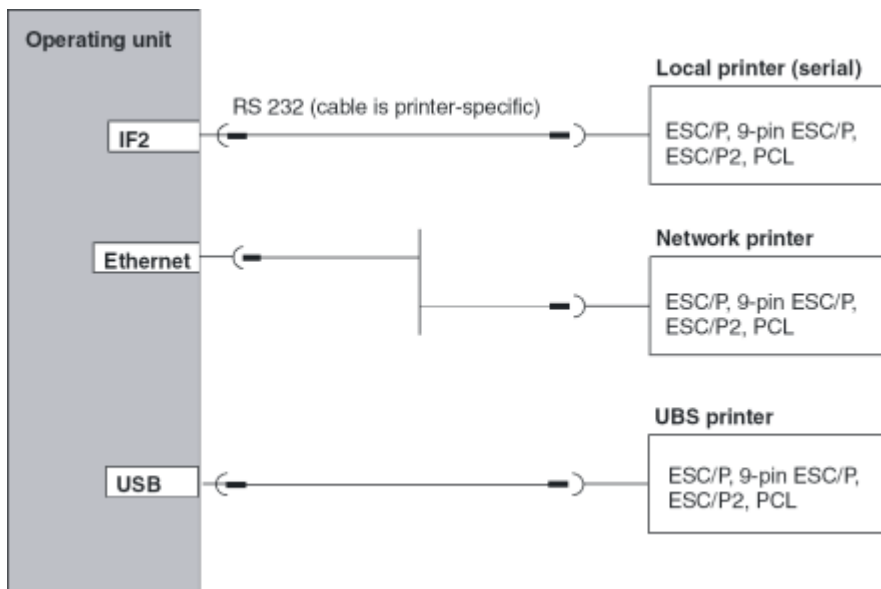 Operating unit
Local printer (serial)
RS 232 (cable is printer-specific)
IF2
ESC/P, 9-pin ESC/P,
ESC/P2, PCL
Network printer
Ethernet
ESC/P, 9-pin ESC/P,
ESC/P2, PCL
UBS printer
USB
ESC/P, 9-pin ESC/P,
ESC/P2, PCL